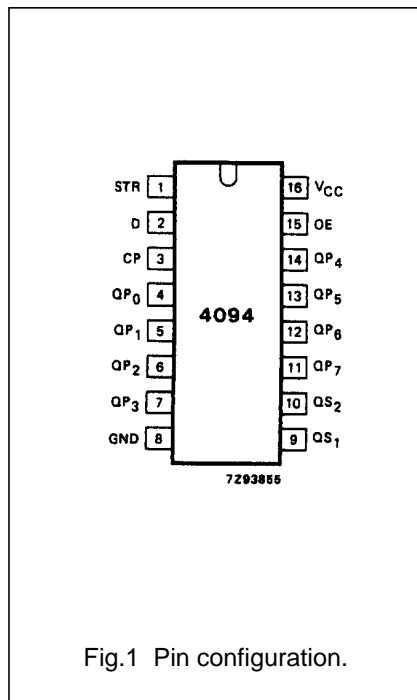 STR 1 16 VCC
D 2 15 OE
CP 3 14 QP4
QP0 4 13 QP5
4094
QP1 5 12 QP6
QP2 6 11 QP7
QP3 7 10 QS2
GND 8 9 QS1
7Z93855
Fig.1 Pin configuration.